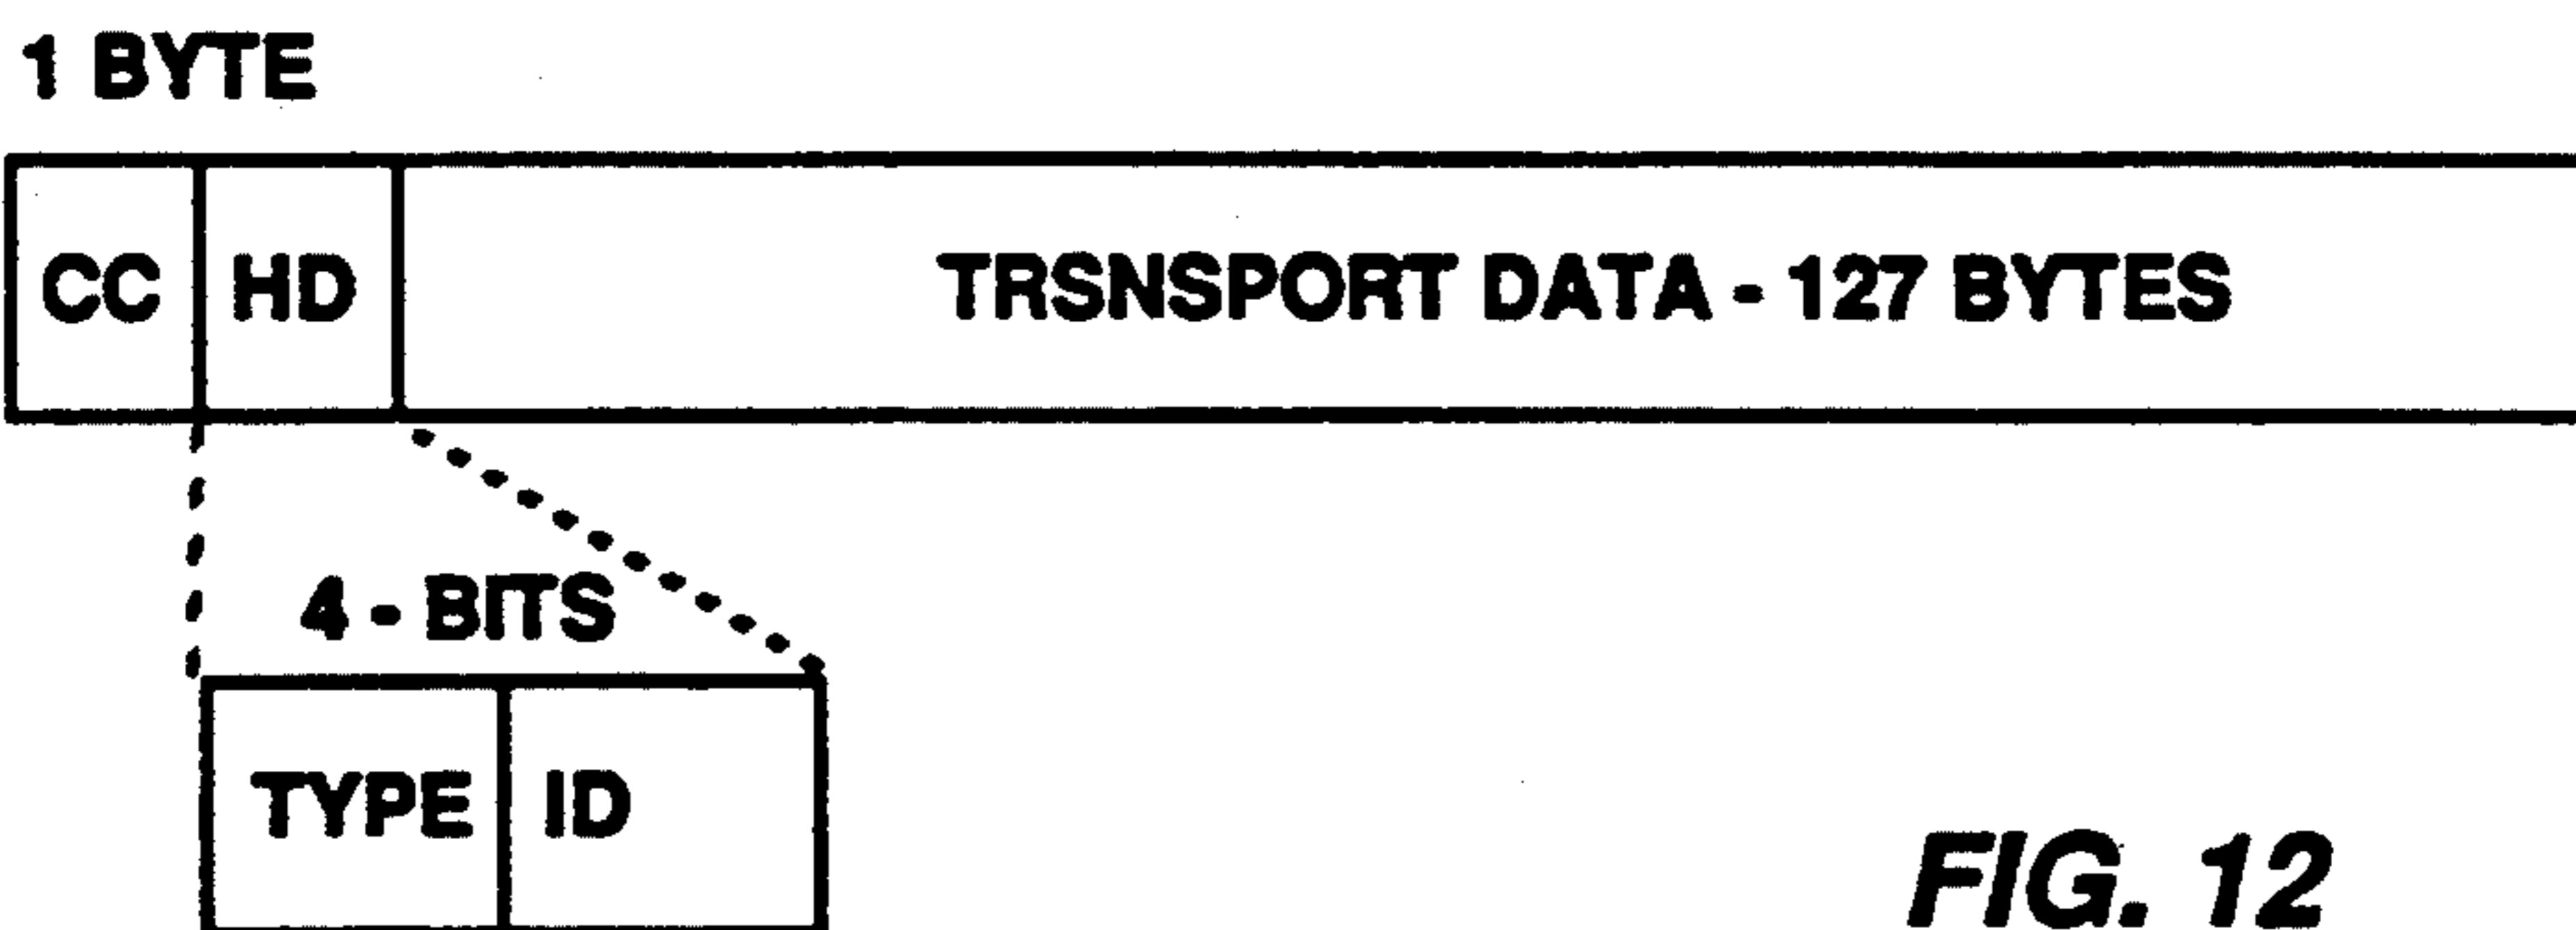 1 BYTE
CC HD TRSNSPORT DATA - 127 BYTES
4 - BITS
TYPE ID
FIG. 12